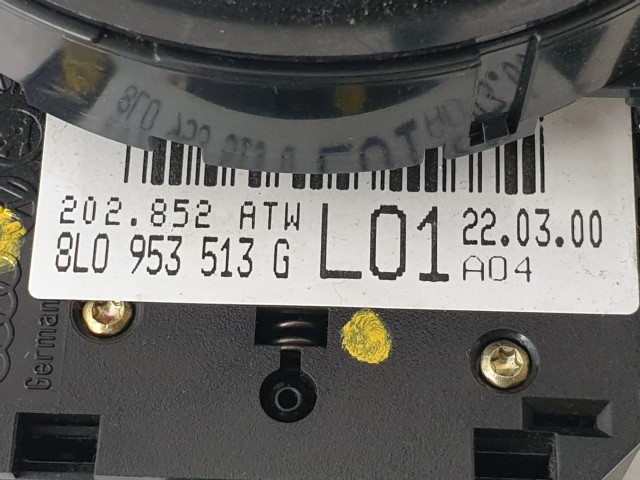 202.852 ATW
8L0 953 513 G
L01
22.03.00
A04
German